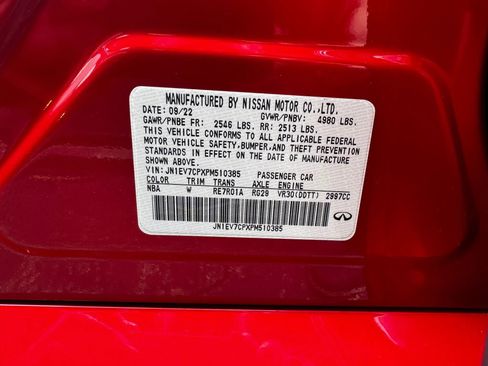 MANUFACTURED BY NISSAN MOTOR CO.,LTD.
DATE: 09/22 GVWR/PNBV: 4980 LBS.
GAWR/PNBE FR: 2546 LBS. RR: 2513 LBS.
THIS VEHICLE CONFORMS TO ALL APPLICABLE FEDERAL
MOTOR VEHICLE SAFETY,BUMPER,AND THEFT PREVENTION
STANDARDS IN EFFECT ON THE DATE OF MANUFACTURE
SHOWN ABOVE.
VIN: JN1EV7CPXPM510385 PASSENGER CAR
COLOR TRIM TRANS AXLE ENGINE
NBA W RE7R01A RG29 VR30(DDTT) 2997CC
JN1EV7CPXPM510385